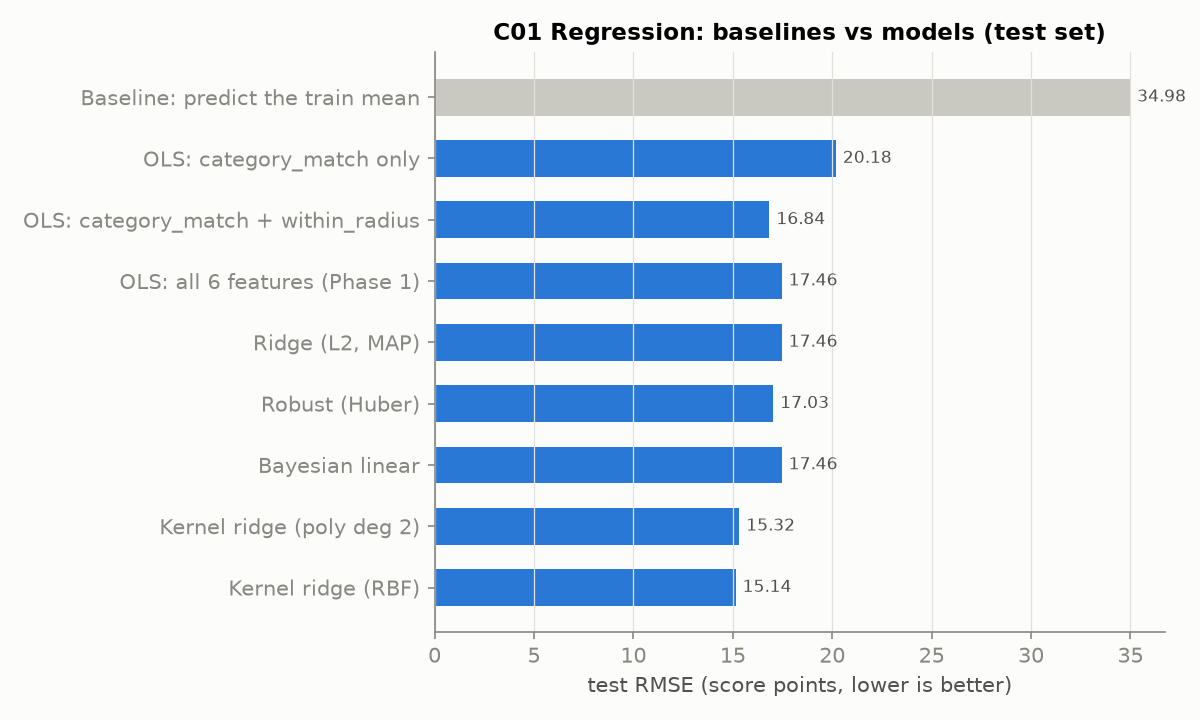 C01 Regression: baselines vs models (test set)
Baseline: predict the train mean 34.98
OLS: category_match only 20.18
OLS: category_match + within_radius 16.84
OLS: all 6 features (Phase 1) 17.46
Ridge (L2, MAP) 17.46
Robust (Huber) 17.03
Bayesian linear 17.46
Kernel ridge (poly deg 2) 15.32
Kernel ridge (RBF) 15.14
0 5 10 15 20 25 30 35
test RMSE (score points, lower is better)